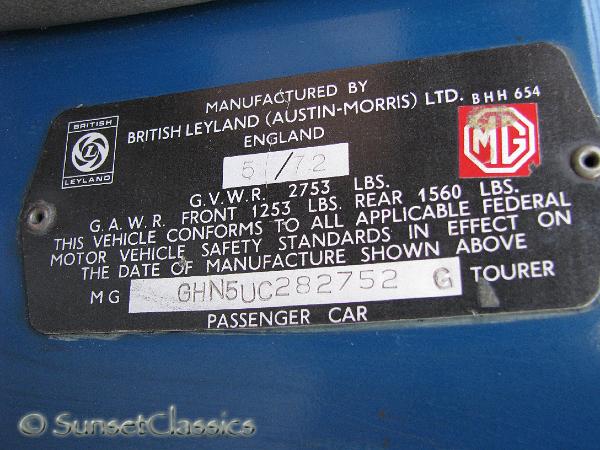 MANUFACTURED BY
BRITISH LEYLAND (AUSTIN-MORRIS) LTD. BHH 654
ENGLAND
BRITISH
L
LEYLAND
MG
5/72
G.V.W.R. 2753 LBS.
G.A.W.R. FRONT 1253 LBS. REAR 1560 LBS.
THIS VEHICLE CONFORMS TO ALL APPLICABLE FEDERAL
MOTOR VEHICLE SAFETY STANDARDS IN EFFECT ON
THE DATE OF MANUFACTURE SHOWN ABOVE
MG GHN5UC282752 G TOURER
PASSENGER CAR
© SunsetClassics